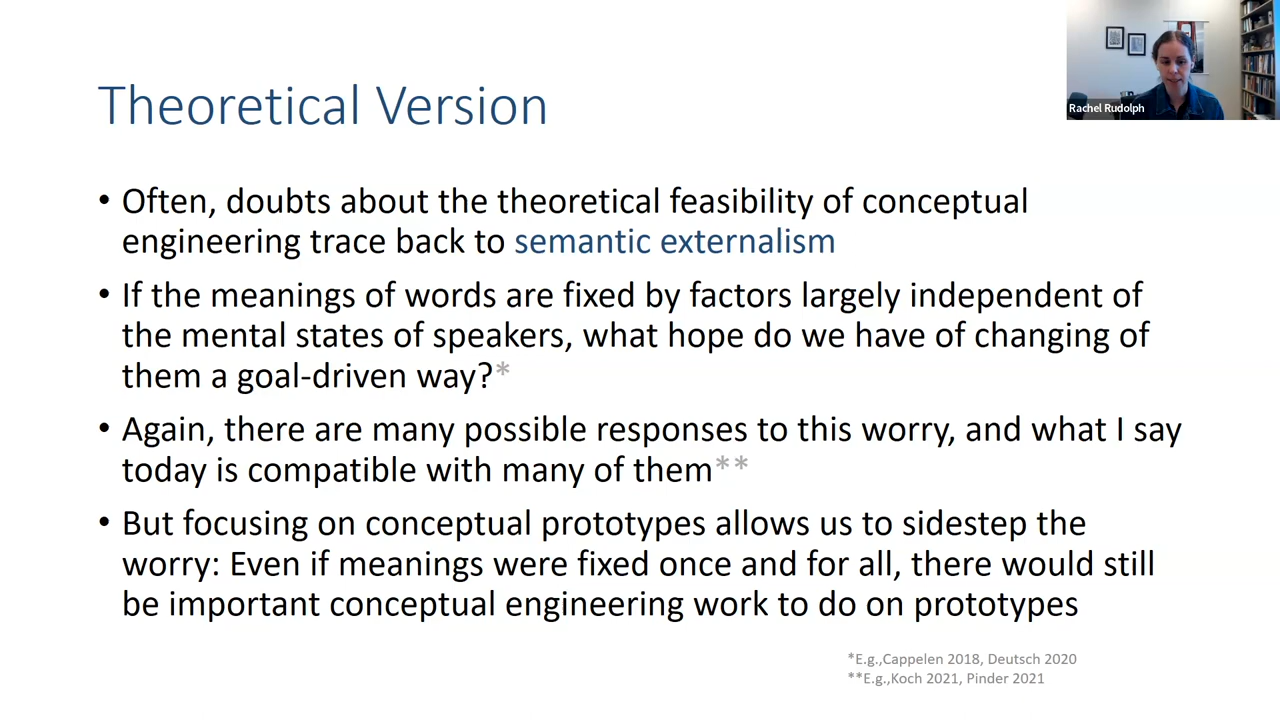 Theoretical Version
Rachel Rudolph
• Often, doubts about the theoretical feasibility of conceptual
engineering trace back to semantic externalism
• If the meanings of words are fixed by factors largely independent of
the mental states of speakers, what hope do we have of changing of
them a goal-driven way?*
• Again, there are many possible responses to this worry, and what I say
today is compatible with many of them**
• But focusing on conceptual prototypes allows us to sidestep the
worry: Even if meanings were fixed once and for all, there would still
be important conceptual engineering work to do on prototypes
*E.g.,Cappelen 2018, Deutsch 2020
**E.g.,Koch 2021, Pinder 2021